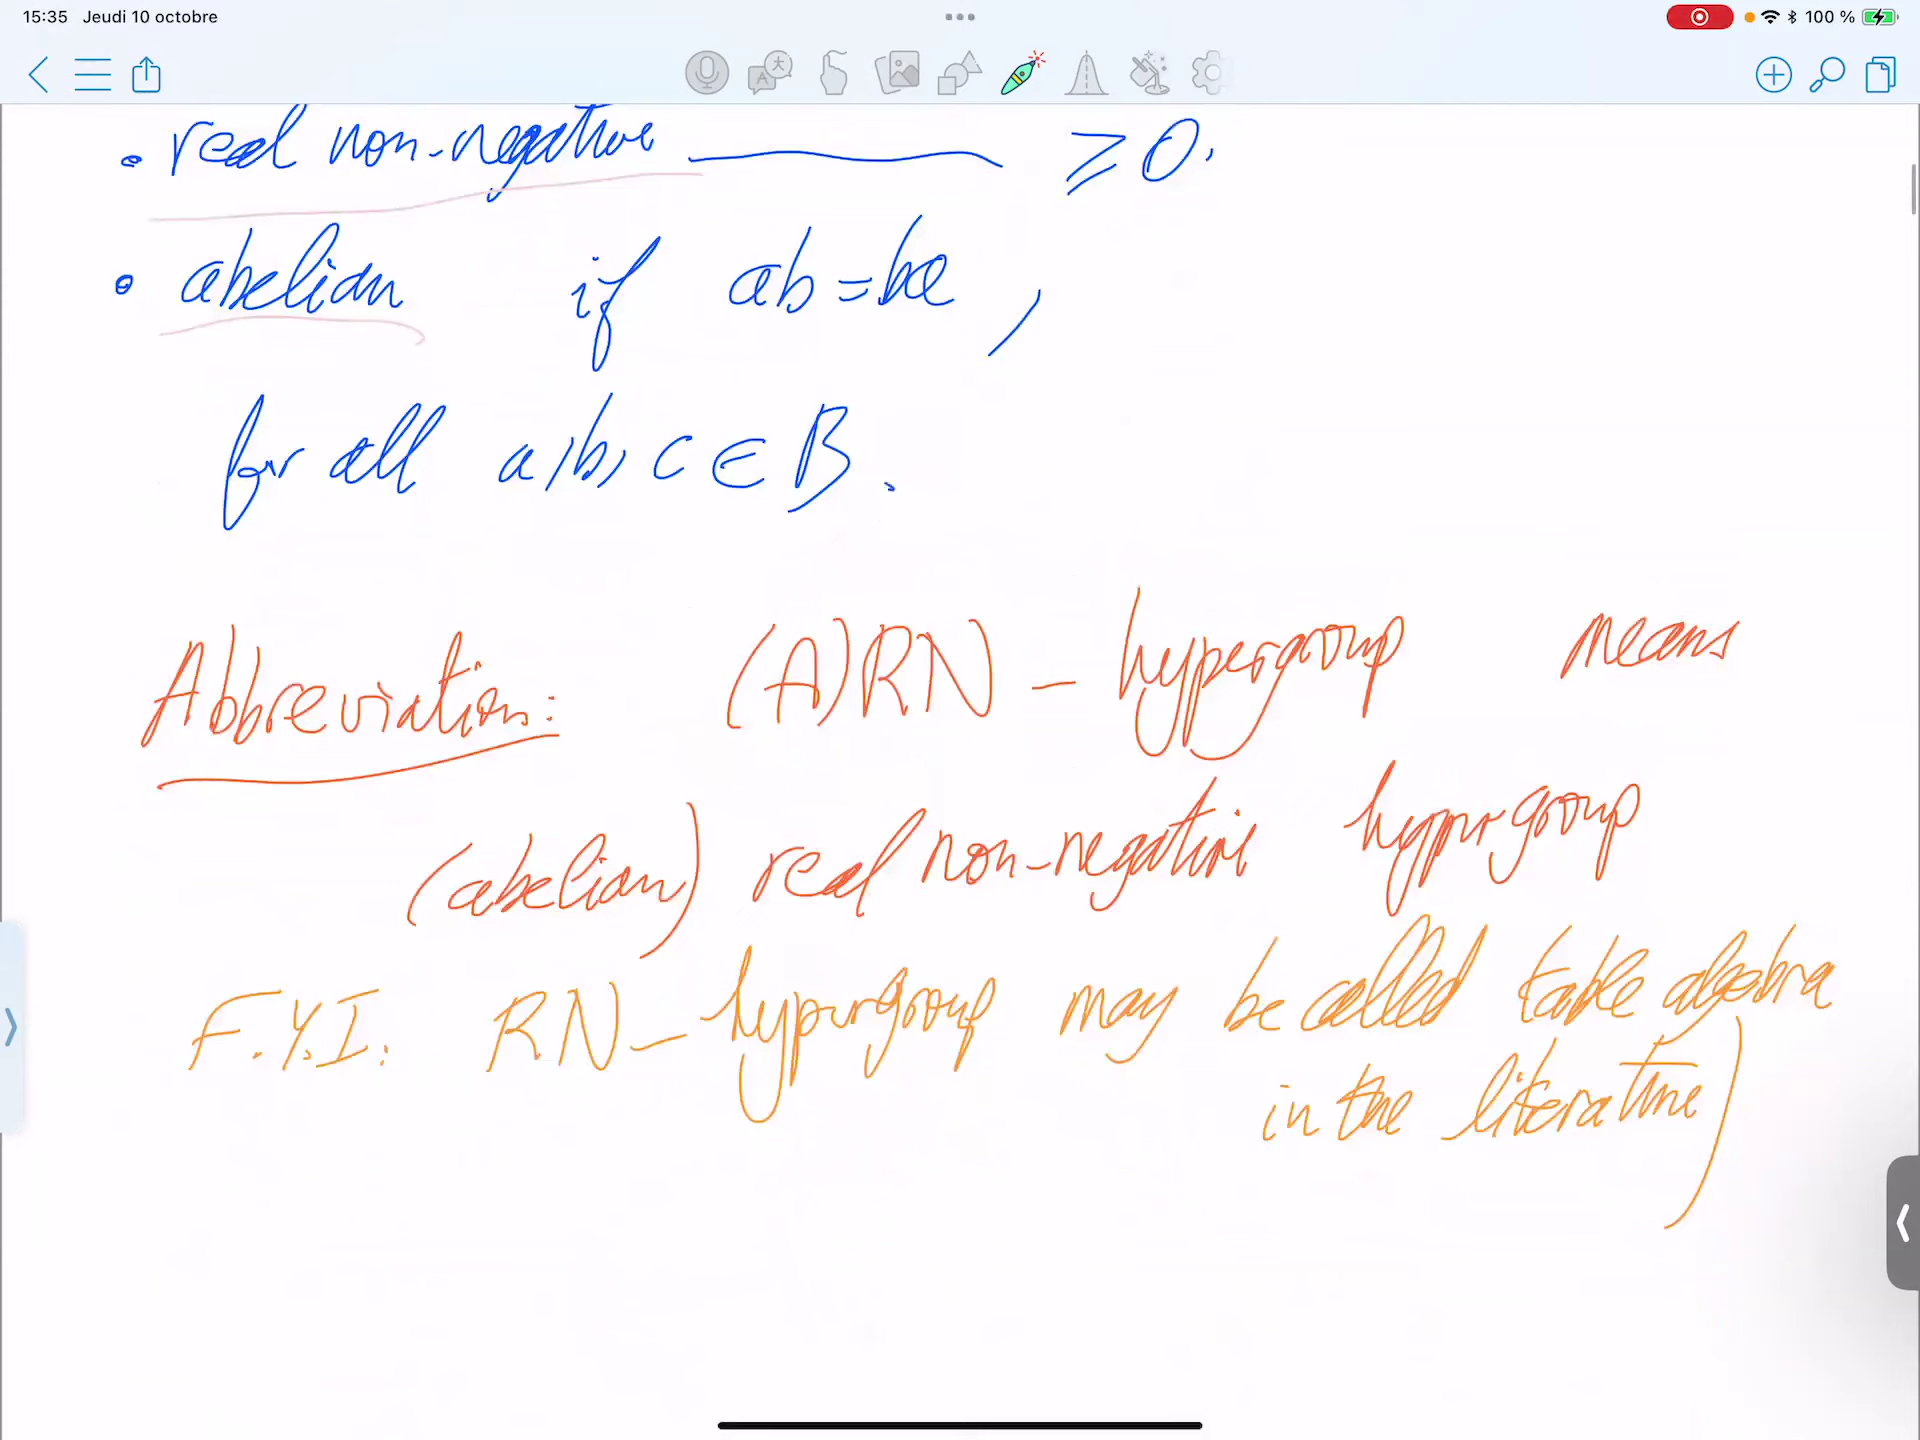 15:35 Jeudi 10 octobre 100 %
• real non-negative ——— ≥ 0.
• abelian if ab = ba,
for all a, b, c ∈ B.
Abbreviation: (A)RN - hypergroup means
(abelian) real non-negative hypergroup
F.Y.I: RN - hypergroup may be called table algebra
in the literature)